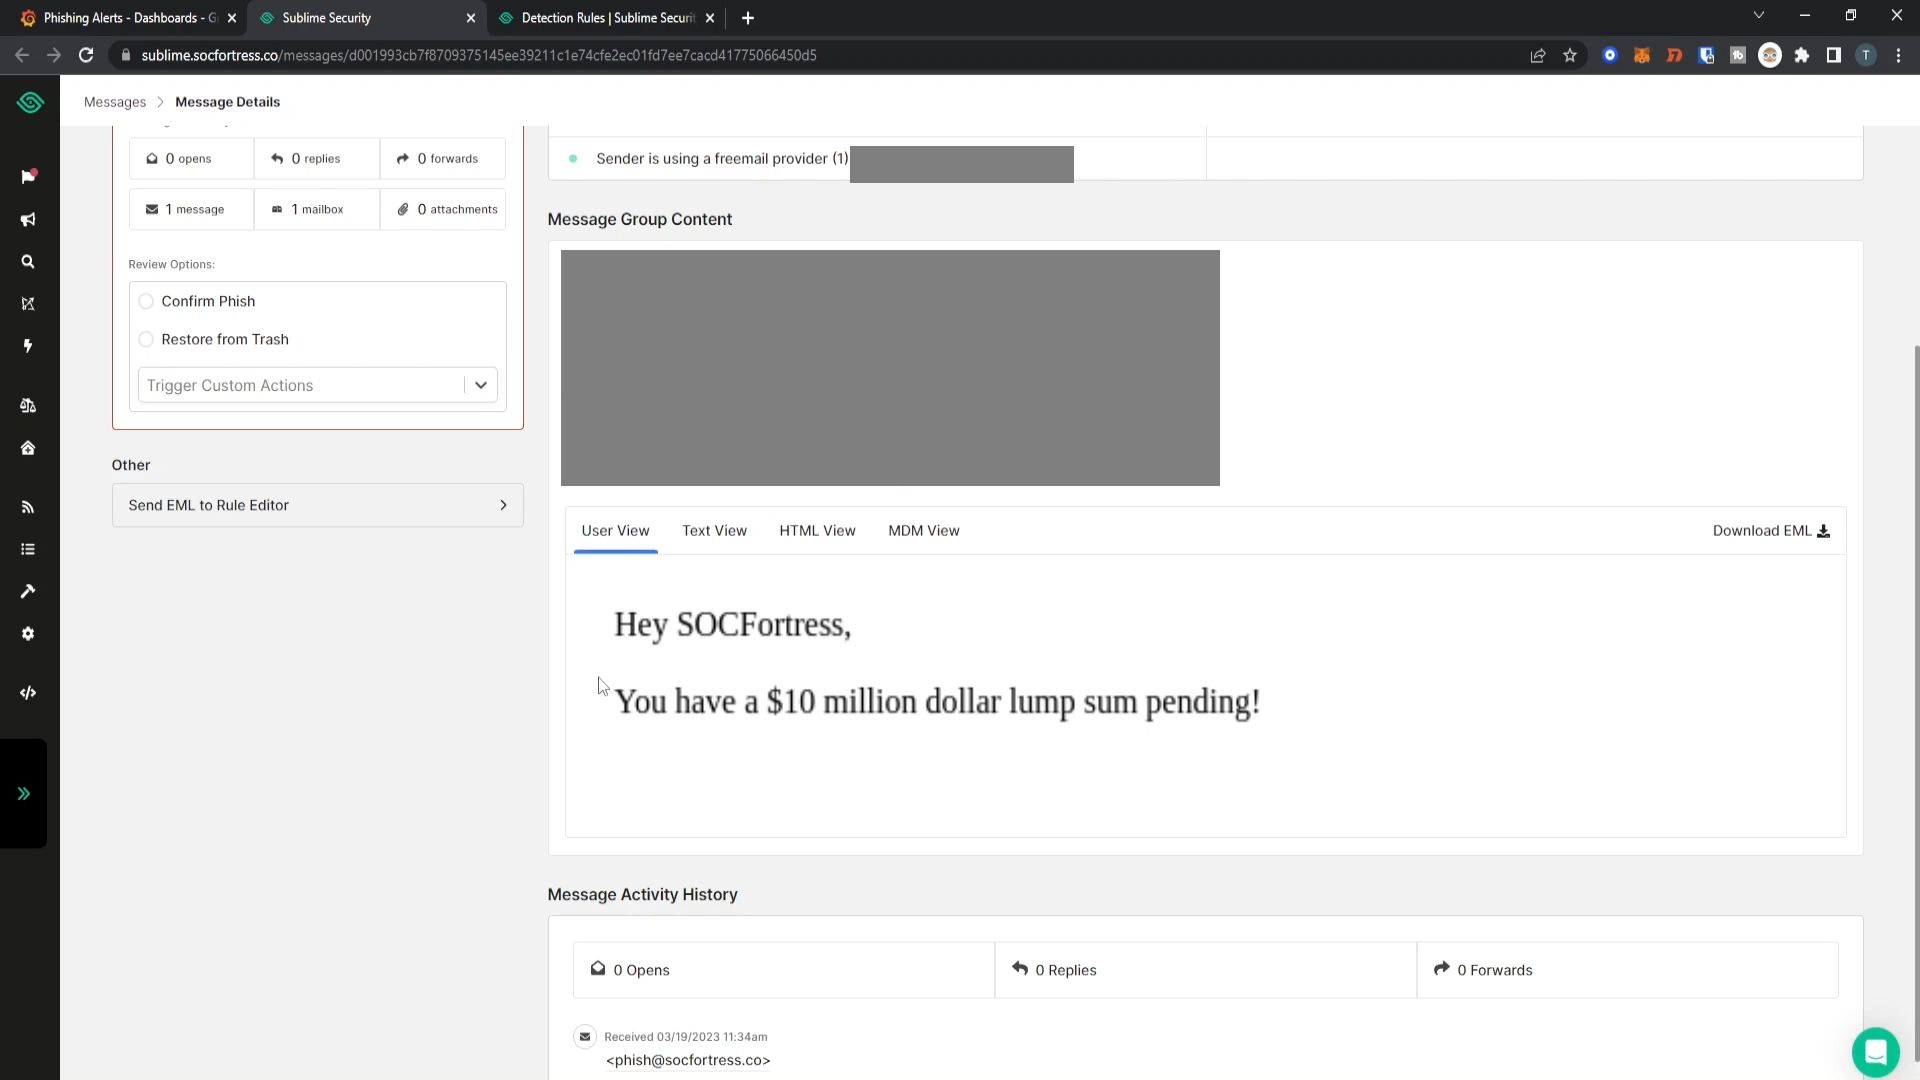 Phishing Alerts - Dashboards - G
Sublime Security
Detection Rules | Sublime Securit
sublime.socfortress.co/messages/d001993cb7f8709375145ee39211c1e74cfe2ec01fd7ee7cacd41775066450d5
T
Messages > Message Details
0 opens
0 replies
0 forwards
1 message
1 mailbox
0 attachments
Review Options:
Confirm Phish
Restore from Trash
Trigger Custom Actions
Other
Send EML to Rule Editor
Sender is using a freemail provider (1)
Message Group Content
User View
Text View
HTML View
MDM View
Download EML
Hey SOCFortress,
You have a $10 million dollar lump sum pending!
Message Activity History
0 Opens
0 Replies
0 Forwards
Received 03/19/2023 11:34am
<phish@socfortress.co>